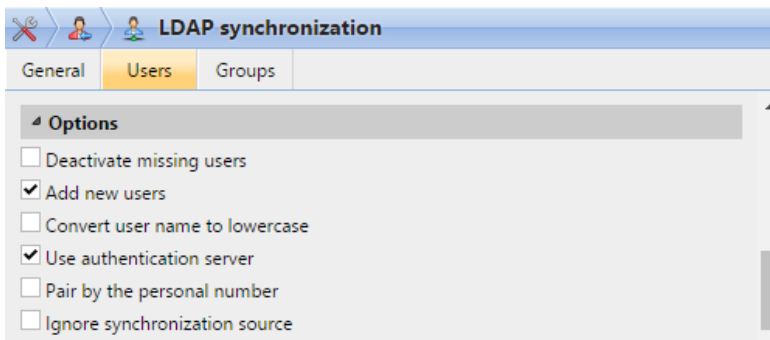 LDAP synchronization
General Users Groups
Options
Deactivate missing users
Add new users
Convert user name to lowercase
Use authentication server
Pair by the personal number
Ignore synchronization source